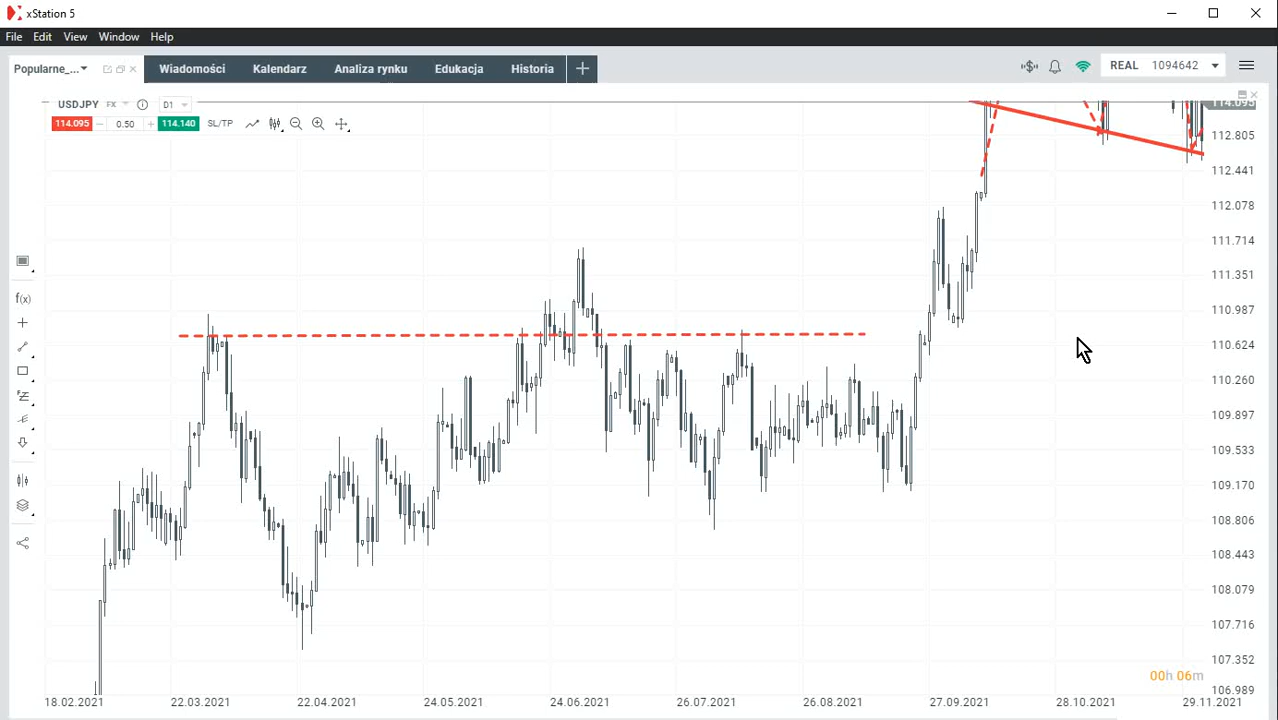 xStation 5
File Edit View Window Help
Popularne_... Wiadomości Kalendarz Analiza rynku Edukacja Historia
REAL 1094642
USDJPY FX D1
114.095 0.50 114.140 SL/TP
f(x)
114.095
112.805
112.441
112.078
111.714
111.351
110.987
110.624
110.260
109.897
109.533
109.170
108.806
108.443
108.079
107.716
107.352
106.989
00h 06m
18.02.2021 22.03.2021 22.04.2021 24.05.2021 24.06.2021 26.07.2021 26.08.2021 27.09.2021 28.10.2021 29.11.2021